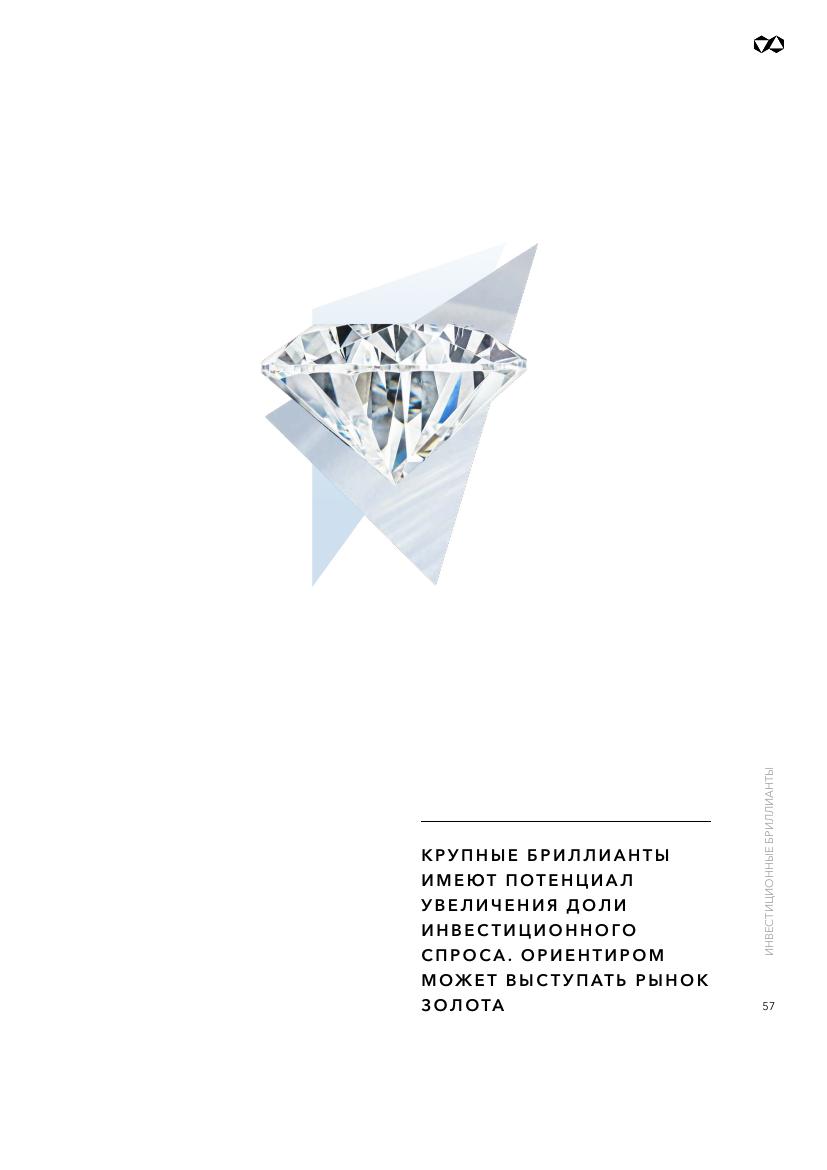 КРУПНЫЕ БРИЛЛИАНТЫ
ИМЕЮТ ПОТЕНЦИАЛ
УВЕЛИЧЕНИЯ ДОЛИ
ИНВЕСТИЦИОННОГО
СПРОСА. ОРИЕНТИРОМ
МОЖЕТ ВЫСТУПАТЬ РЫНОК
ЗОЛОТА
ИНВЕСТИЦИОННЫЕ БРИЛЛИАНТЫ
57